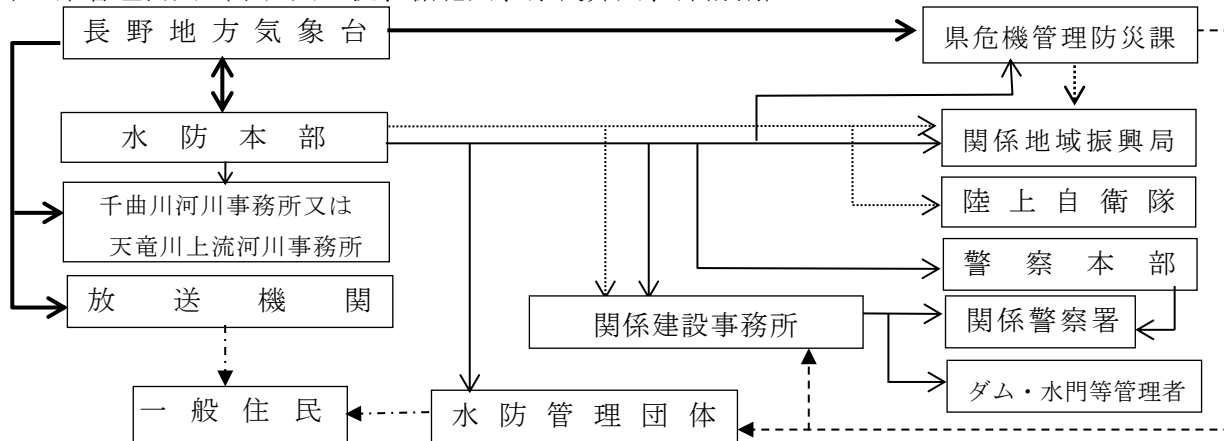 長野地方気象台
県危機管理防災課
水防本部
関係地域振興局
千曲川河川事務所又は
天竜川上流河川事務所
陸上自衛隊
警察本部
放送機関
関係建設事務所
関係警察署
ダム・水門等管理者
一般住民
水防管理団体